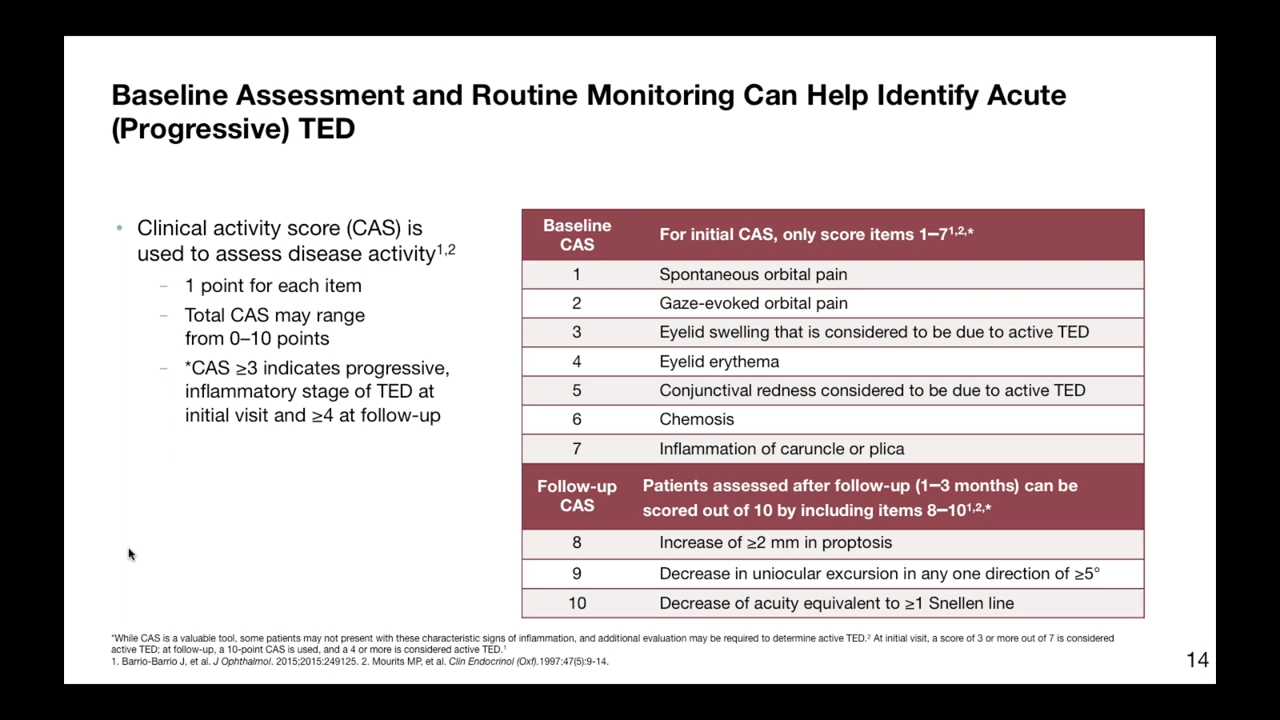 Baseline Assessment and Routine Monitoring Can Help Identify Acute
(Progressive) TED
• Clinical activity score (CAS) is
used to assess disease activity1,2
– 1 point for each item
– Total CAS may range
from 0–10 points
– *CAS ≥3 indicates progressive,
inflammatory stage of TED at
initial visit and ≥4 at follow-up
Baseline
CAS
For initial CAS, only score items 1–71,2,*
1 Spontaneous orbital pain
2 Gaze-evoked orbital pain
3 Eyelid swelling that is considered to be due to active TED
4 Eyelid erythema
5 Conjunctival redness considered to be due to active TED
6 Chemosis
7 Inflammation of caruncle or plica
Follow-up
CAS
Patients assessed after follow-up (1–3 months) can be
scored out of 10 by including items 8–101,2,*
8 Increase of ≥2 mm in proptosis
9 Decrease in uniocular excursion in any one direction of ≥5°
10 Decrease of acuity equivalent to ≥1 Snellen line
*While CAS is a valuable tool, some patients may not present with these characteristic signs of inflammation, and additional evaluation may be required to determine active TED.2 At initial visit, a score of 3 or more out of 7 is considered
active TED; at follow-up, a 10-point CAS is used, and a 4 or more is considered active TED.1
1. Barrio-Barrio J, et al. J Ophthalmol. 2015;2015:249125. 2. Mourits MP, et al. Clin Endocrinol (Oxf).1997;47(5):9-14.
14